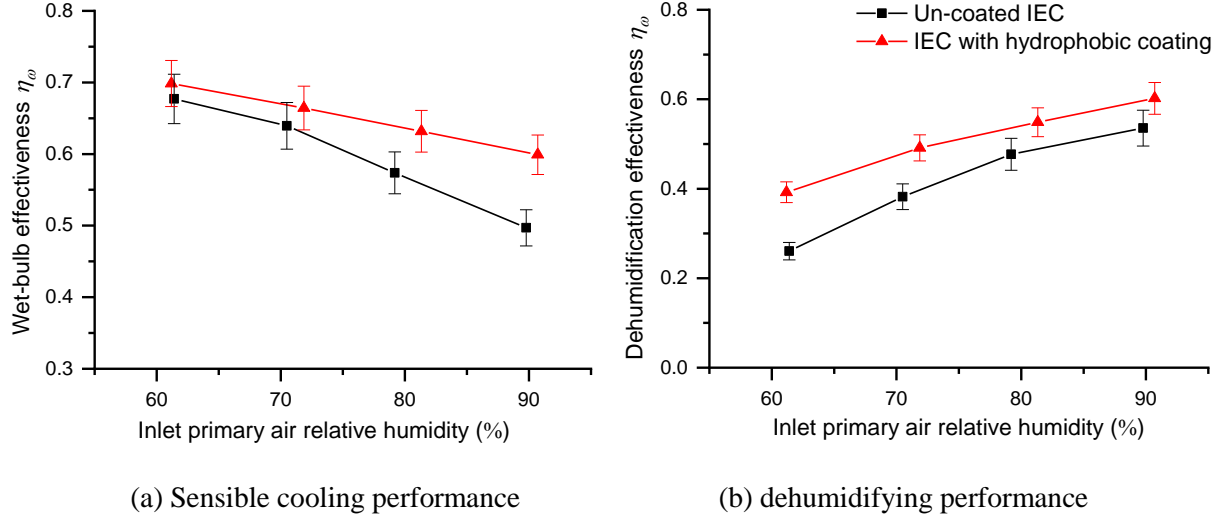 0.8
0.7
0.6
0.5
0.4
0.3
60 70 80 90
Wet-bulb effectiveness ηω
Inlet primary air relative humidity (%)
(a) Sensible cooling performance
Un-coated IEC
IEC with hydrophobic coating
0.8
0.6
0.4
0.2
0.0
60 70 80 90
Dehumidification effectiveness ηω
Inlet primary air relative humidity (%)
(b) dehumidifying performance